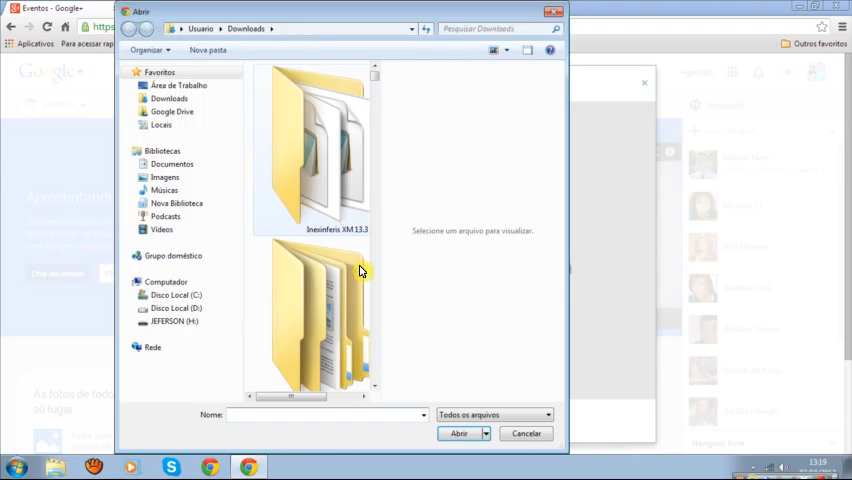 Eventos - Google+
Abrir
https
Usuario
Downloads
Pesquisar Downloads
Aplicativos
Para acessar rap
Outros favoritos
Organizar
Nova pasta
Google+
Favoritos
Área de Trabalho
Downloads
Google Drive
Locais
Bibliotecas
Documentos
Imagens
Músicas
Nova Biblioteca
Podcasts
Vídeos
Grupo doméstico
Computador
Disco Local (C:)
Disco Local (D:)
JEFERSON (H:)
Rede
Inexinferis XM 13.3
Selecione um arquivo para visualizar.
Apresentando
Nome:
Todos os arquivos
Abrir
Cancelar
As fotos de todo
só lugar
13:19